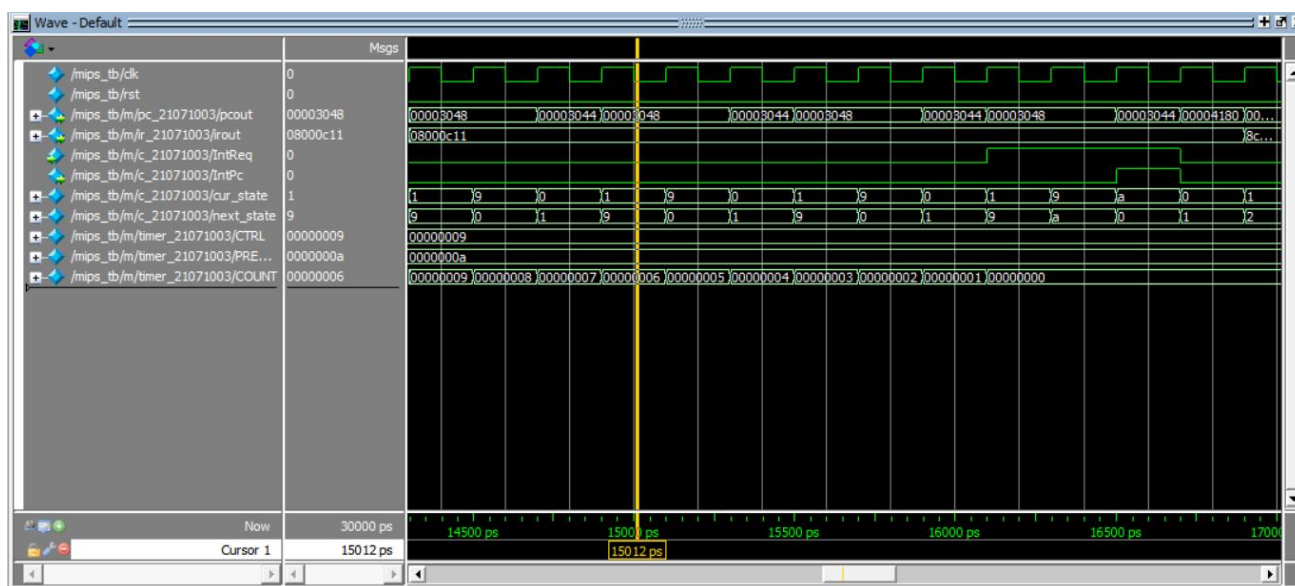 Wave - Default
Msgs
/mips_tb/clk 0
/mips_tb/rst 0
/mips_tb/m/pc_21071003/pcout 00003048 00003048 00003044 00003048 00003044 00003048 00003044 00003048 00003044 00004180 00...
/mips_tb/m/ir_21071003/irout 08000c11 08000c11 8c...
/mips_tb/m/c_21071003/IntReq 0
/mips_tb/m/c_21071003/IntPc 0
/mips_tb/m/c_21071003/cur_state 1 1 9 0 1 9 0 1 9 0 1 9 a 0 1
/mips_tb/m/c_21071003/next_state 9 9 0 1 9 0 1 9 0 1 9 a 0 1 2
/mips_tb/m/timer_21071003/CTRL 00000009 00000009
/mips_tb/m/timer_21071003/PRE... 0000000a 0000000a
/mips_tb/m/timer_21071003/COUNT 00000006 00000009 00000008 00000007 00000006 00000005 00000004 00000003 00000002 00000001 00000000
Now 30000 ps 14500 ps 15000 ps 15500 ps 16000 ps 16500 ps 17000
Cursor 1 15012 ps 15012 ps